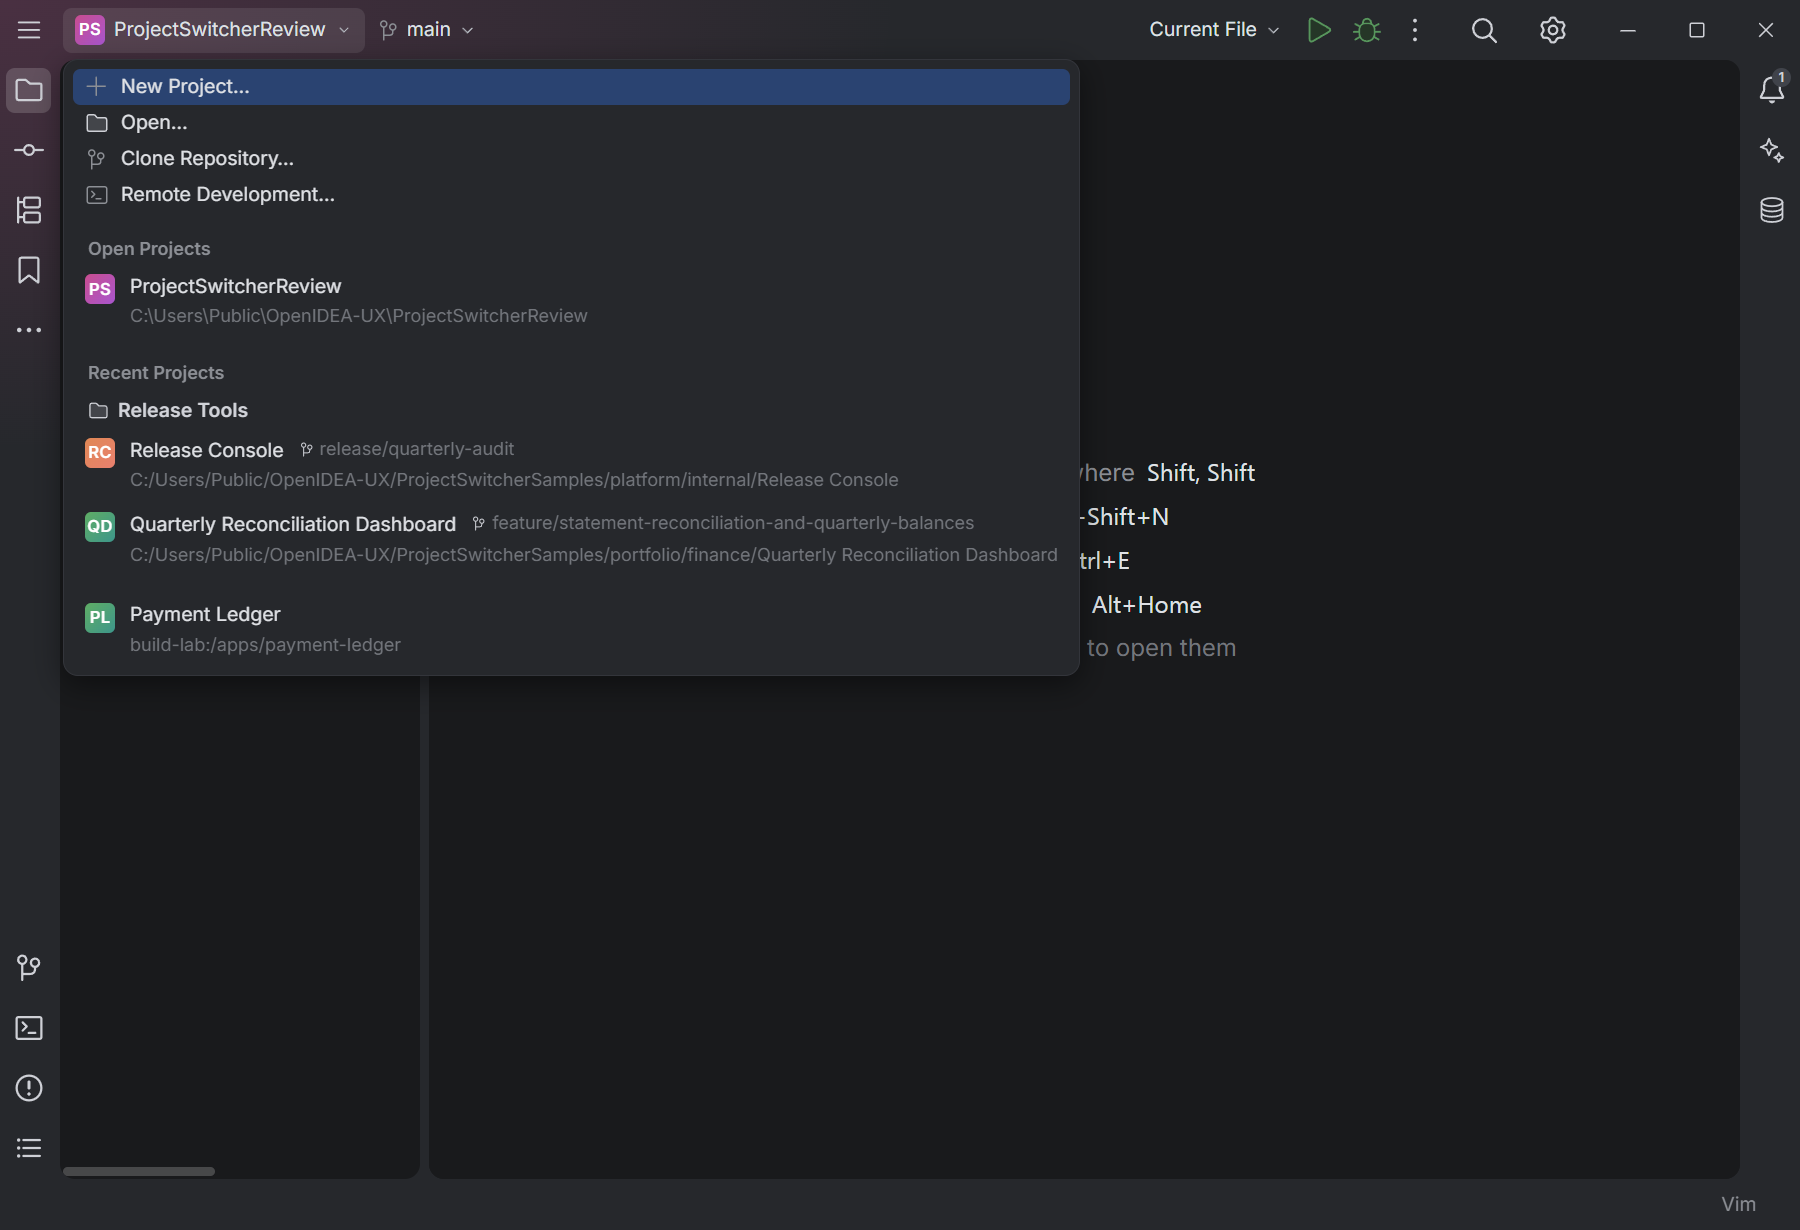 PS ProjectSwitcherReview main Current File
New Project...
Open...
Clone Repository...
Remote Development...
Open Projects
PS ProjectSwitcherReview
C:\Users\Public\OpenIDEA-UX\ProjectSwitcherReview
Recent Projects
Release Tools
RC Release Console release/quarterly-audit
C:/Users/Public/OpenIDEA-UX/ProjectSwitcherSamples/platform/internal/Release Console
QD Quarterly Reconciliation Dashboard feature/statement-reconciliation-and-quarterly-balances
C:/Users/Public/OpenIDEA-UX/ProjectSwitcherSamples/portfolio/finance/Quarterly Reconciliation Dashboard
PL Payment Ledger
build-lab:/apps/payment-ledger
here Shift, Shift
-Shift+N
trl+E
Alt+Home
to open them
1
Vim